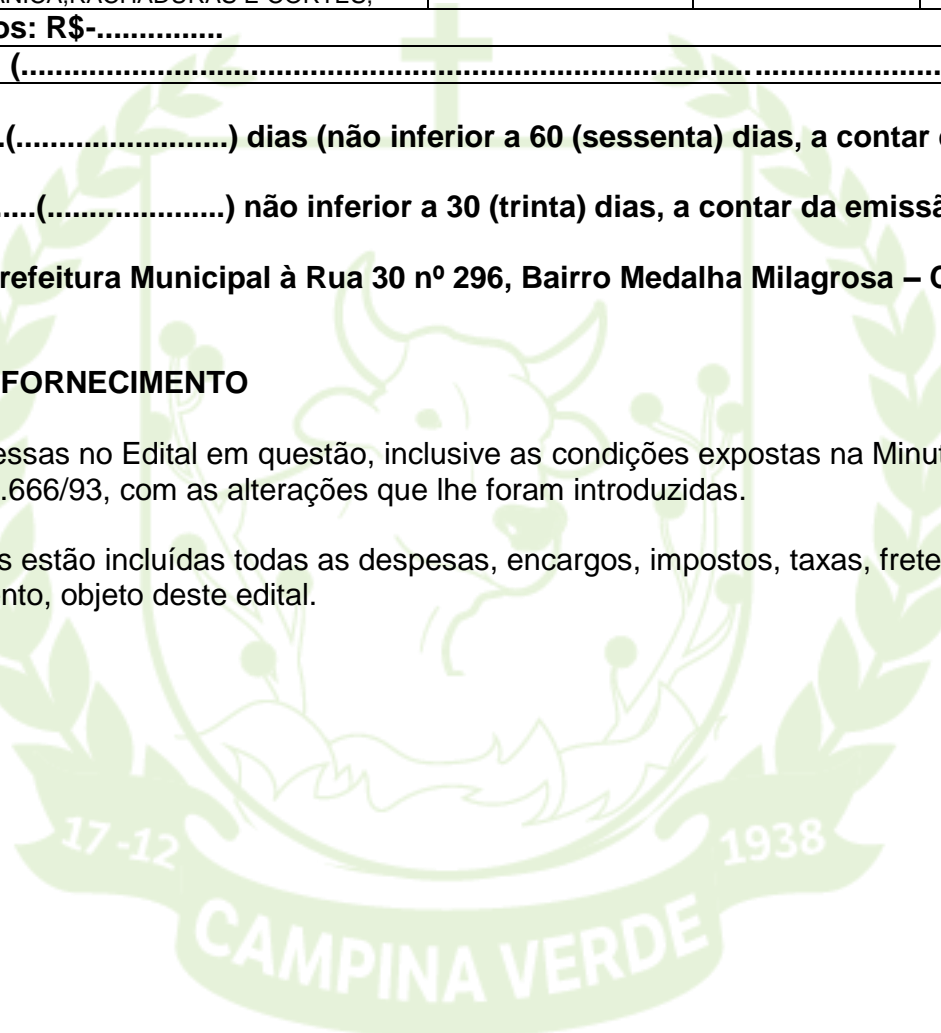 RACHADURAS E CORTES,
os: R$-...............
(..........................................................................................................
.(.........................) dias (não inferior a 60 (sessenta) dias, a contar
.....(.....................) não inferior a 30 (trinta) dias, a contar da emissã
refeitura Municipal à Rua 30 nº 296, Bairro Medalha Milagrosa –
FORNECIMENTO
essas no Edital em questão, inclusive as condições expostas na Minut
.666/93, com as alterações que lhe foram introduzidas.
s estão incluídas todas as despesas, encargos, impostos, taxas, frete
nto, objeto deste edital.
17-12
1938
CAMPINA VERDE